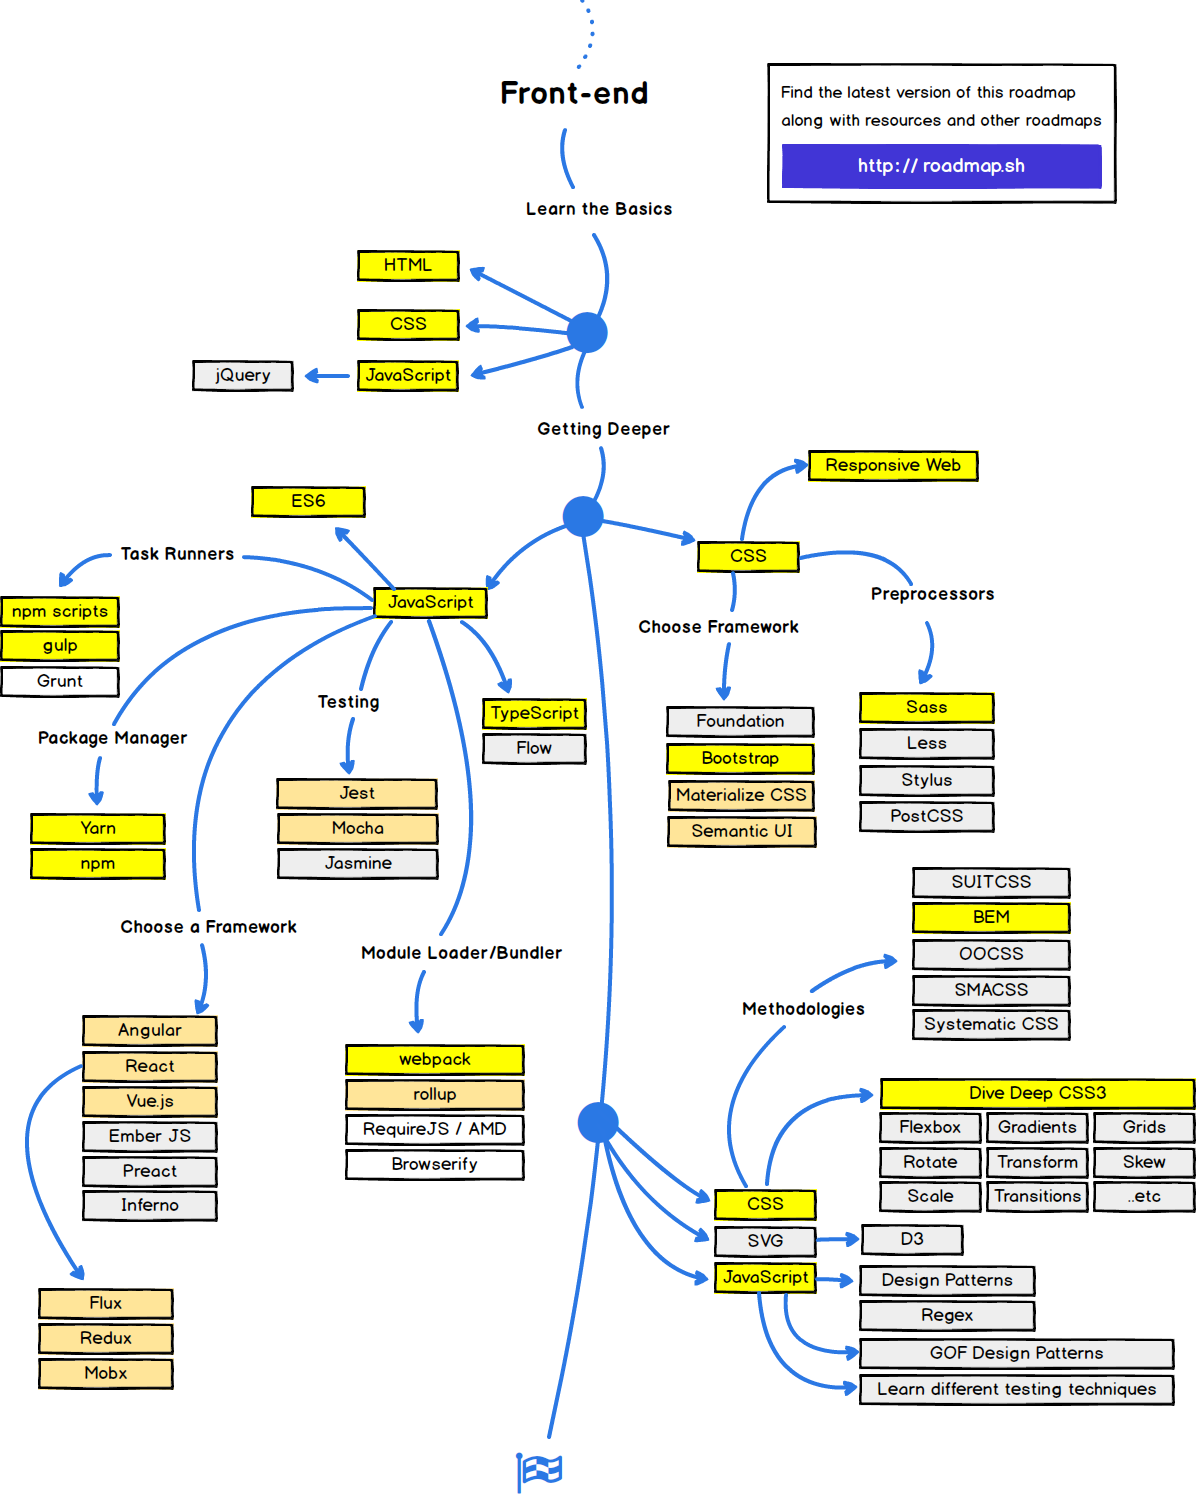 Front-end
Find the latest version of this roadmap
along with resources and other roadmaps
http://roadmap.sh
Learn the Basics
HTML
CSS
JavaScript
jQuery
Getting Deeper
Responsive Web
ES6
CSS
Task Runners
JavaScript
Preprocessors
npm scripts
gulp
Grunt
Choose Framework
Testing
TypeScript
Flow
Foundation
Bootstrap
Materialize CSS
Semantic UI
Sass
Less
Stylus
PostCSS
Package Manager
Yarn
npm
Jest
Mocha
Jasmine
SUITCSS
BEM
OOCSS
SMACSS
Systematic CSS
Choose a Framework
Module Loader/Bundler
Methodologies
Angular
React
Vue.js
Ember JS
Preact
Inferno
webpack
rollup
RequireJS / AMD
Browserify
Dive Deep CSS3
Flexbox
Gradients
Grids
Rotate
Transform
Skew
Scale
Transitions
..etc
CSS
SVG
JavaScript
D3
Design Patterns
Regex
GOF Design Patterns
Learn different testing techniques
Flux
Redux
Mobx